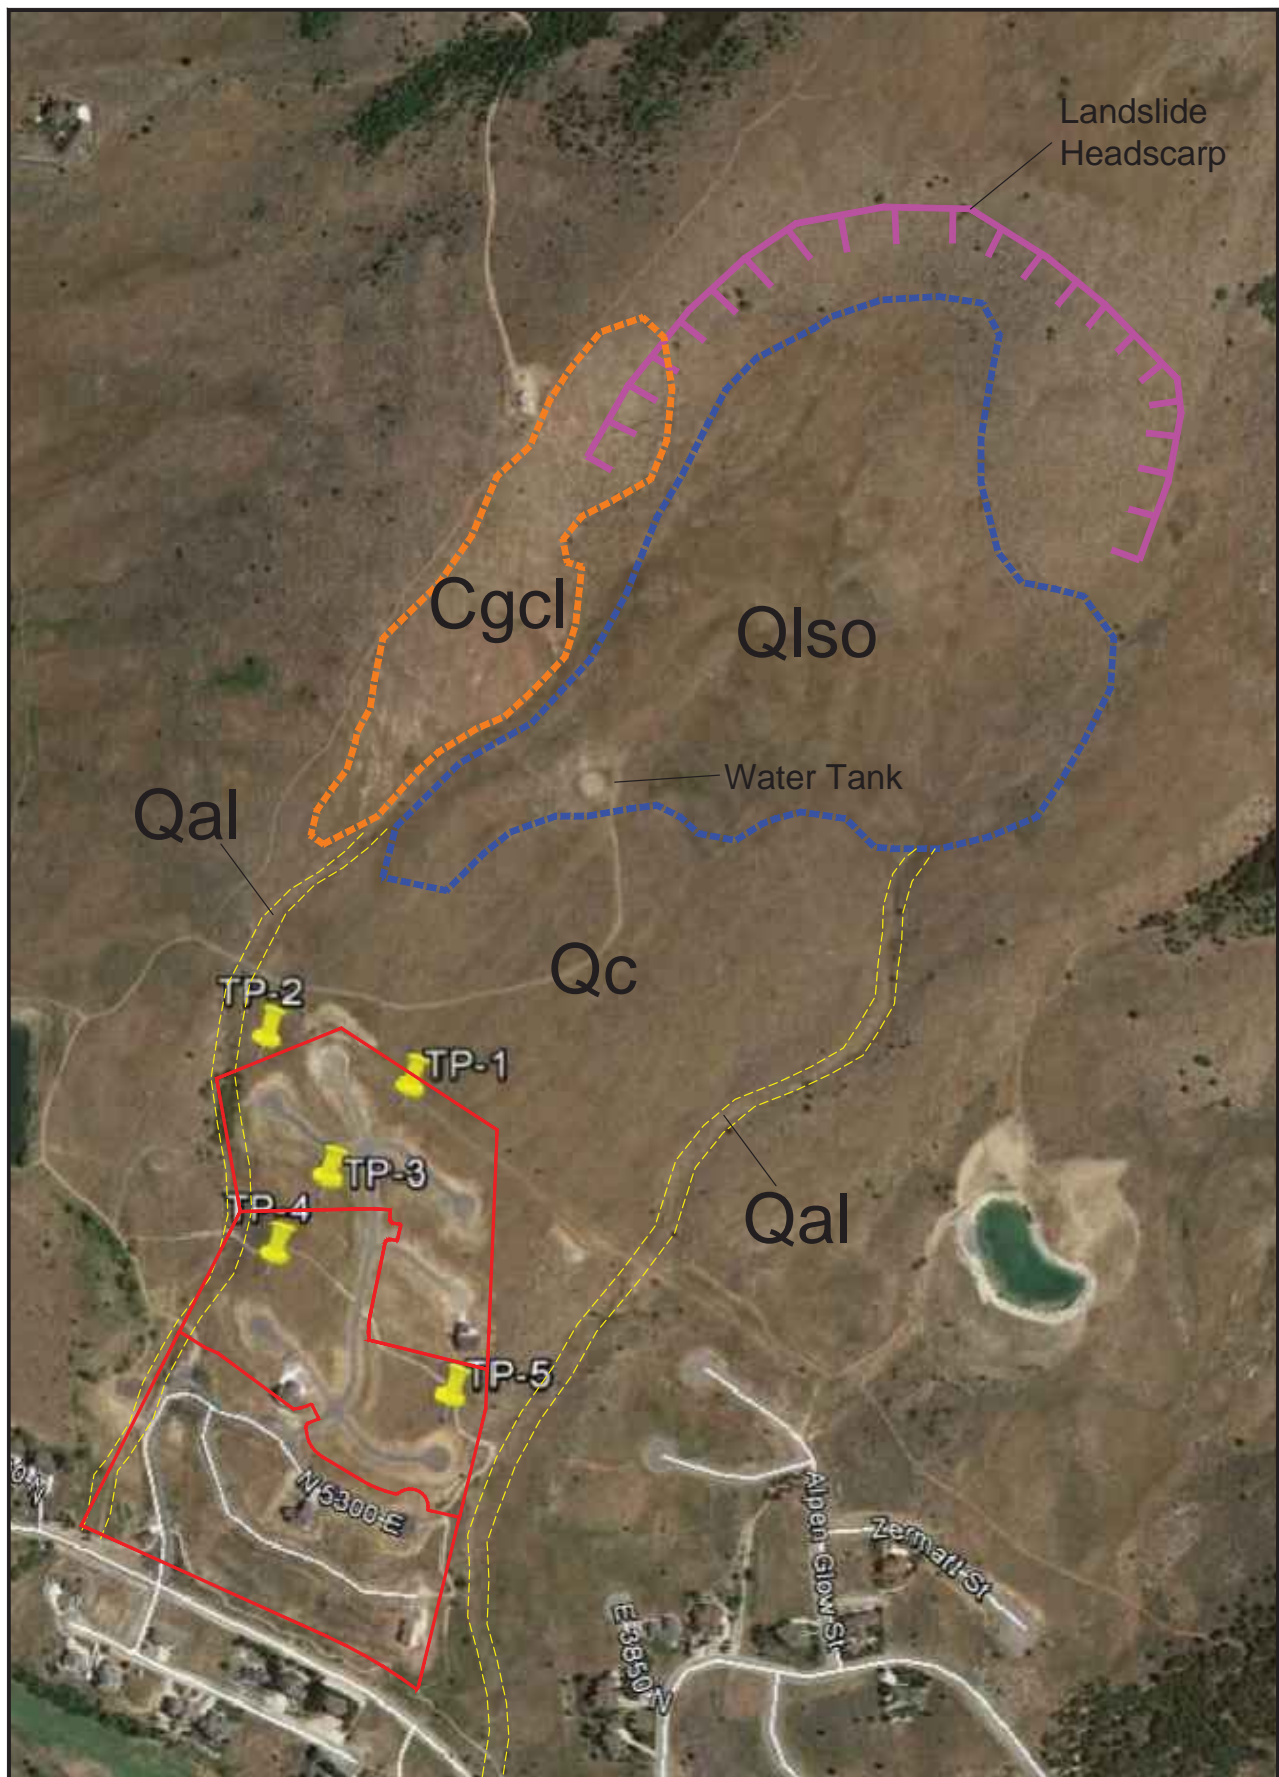 Landslide
Headscarp
Cgcl
Qlso
Water Tank
Qal
Qc
TP-2
TP-1
TP-3
TP-4
Qal
TP-5
0 N
N 5300 E
Alpen Glow St
Zermatt St
E 3850 N